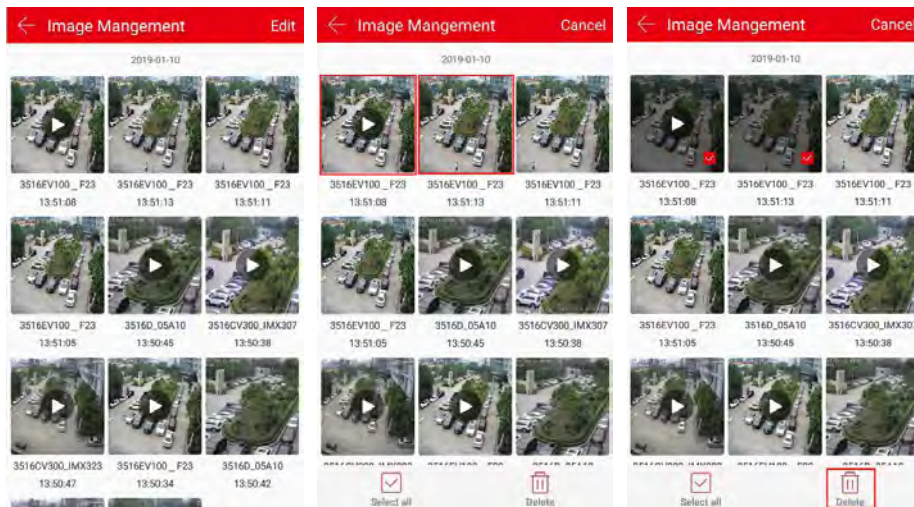 Image Mangement Edit
2019-01-10
3516EV100 _ F23 3516EV100 _ F23 3516EV100 _ F23
13:51:08 13:51:13 13:51:11
3516EV100 _ F23 3516D_05A10 3516CV300_IMX307
13:51:05 13:50:45 13:50:38
3516CV300_IMX323 3516EV100 _ F23 3516D_05A10
13:50:47 13:50:34 13:50:42
Image Mangement Cancel
2019-01-10
3516EV100 _ F23 3516EV100 _ F23 3516EV100 _ F23
13:51:08 13:51:13 13:51:11
3516EV100 _ F23 3516D_05A10 3516CV300_IMX307
13:51:05 13:50:45 13:50:38
Select all Delete
Image Mangement Cancel
2019-01-10
3516EV100 _ F23 3516EV100 _ F23 3516EV100 _ F23
13:51:08 13:51:13 13:51:11
3516EV100 _ F23 3516D_05A10 3516CV300_IMX30
13:51:05 13:50:45 13:50:38
Select all Delete